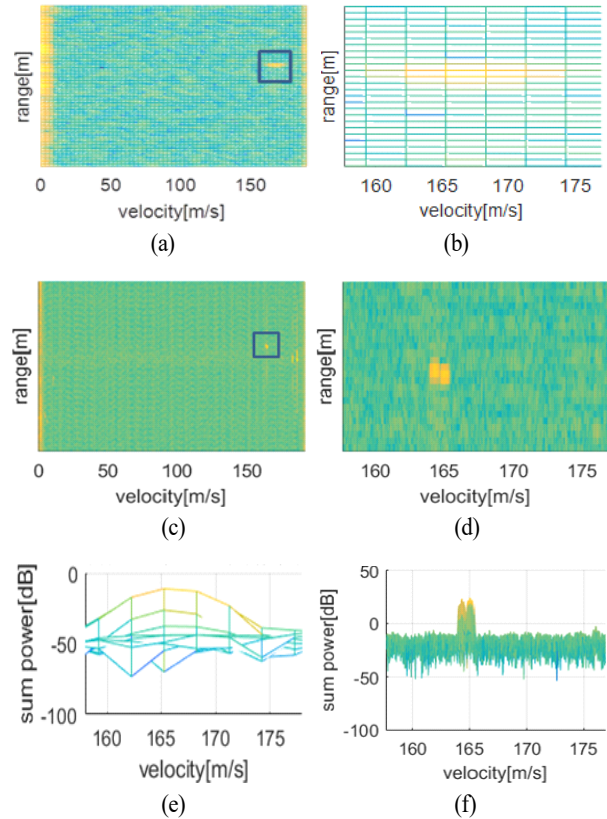 range[m]
0 50 100 150
velocity[m/s]
(a)
range[m]
160 165 170 175
velocity[m/s]
(b)
range[m]
0 50 100 150
velocity[m/s]
(c)
range[m]
160 165 170 175
velocity[m/s]
(d)
sum power[dB]
0
-50
-100
160 165 170 175
velocity[m/s]
(e)
sum power[dB]
50
0
-50
-100
160 165 170 175
velocity[m/s]
(f)